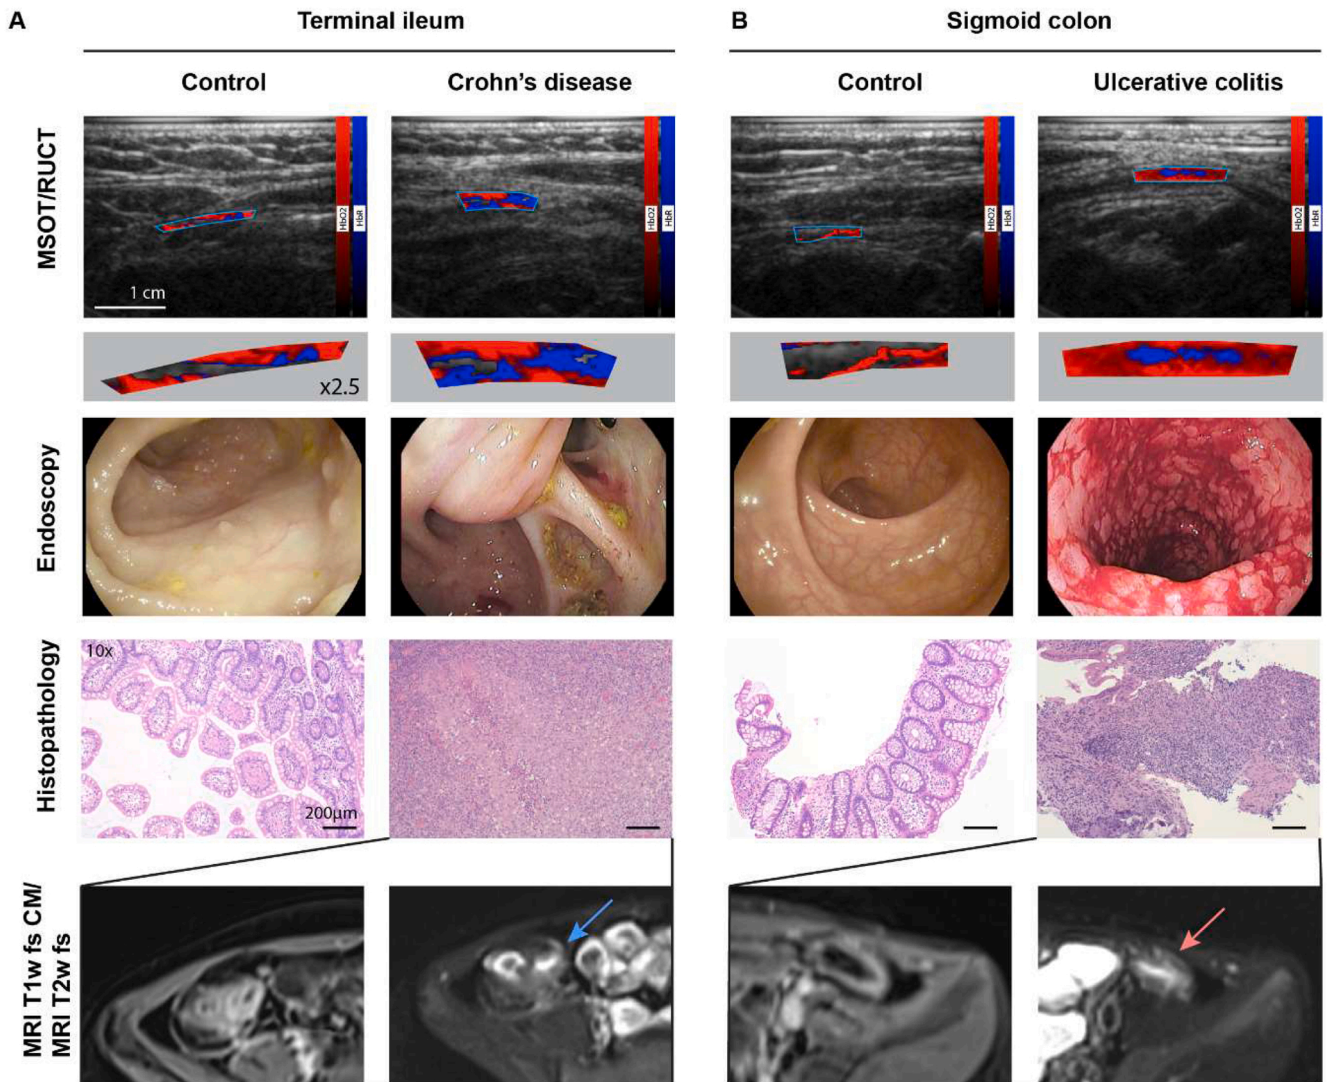 A
Terminal ileum
B
Sigmoid colon
Control
Crohn's disease
Control
Ulcerative colitis
MSOT/RUCT
HbO2
HbR
HbO2
HbR
HbO2
HbR
HbO2
HbR
1 cm
x2.5
Endoscopy
Histopathology
10x
200µm
MRI T1w fs CM/
MRI T2w fs